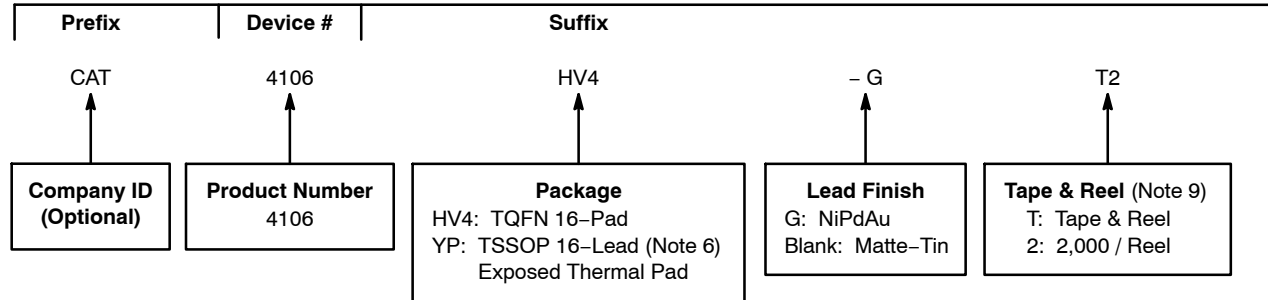 Prefix Device # Suffix
CAT 4106 HV4 – G T2
Company ID
(Optional)
Product Number
4106
Package
HV4: TQFN 16–Pad
YP: TSSOP 16–Lead (Note 6)
Exposed Thermal Pad
Lead Finish
G: NiPdAu
Blank: Matte–Tin
Tape & Reel (Note 9)
T: Tape & Reel
2: 2,000 / Reel